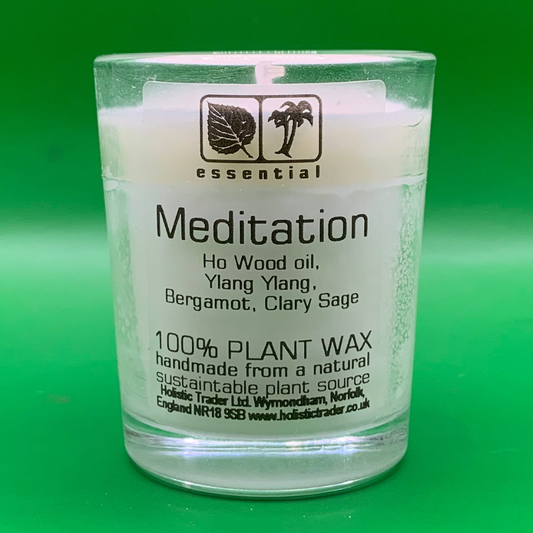 essential
Meditation
Ho Wood oil,
Ylang Ylang,
Bergamot, Clary Sage
100% PLANT WAX
handmade from a natural
sustaintable plant source
Holistic Trader Ltd. Wymondham, Norfolk,
England NR18 9SB www.holistictrader.co.uk